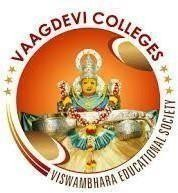 VAAGDEVI COLLEGES
VISWAMBHARA EDUCATIONAL SOCIETY